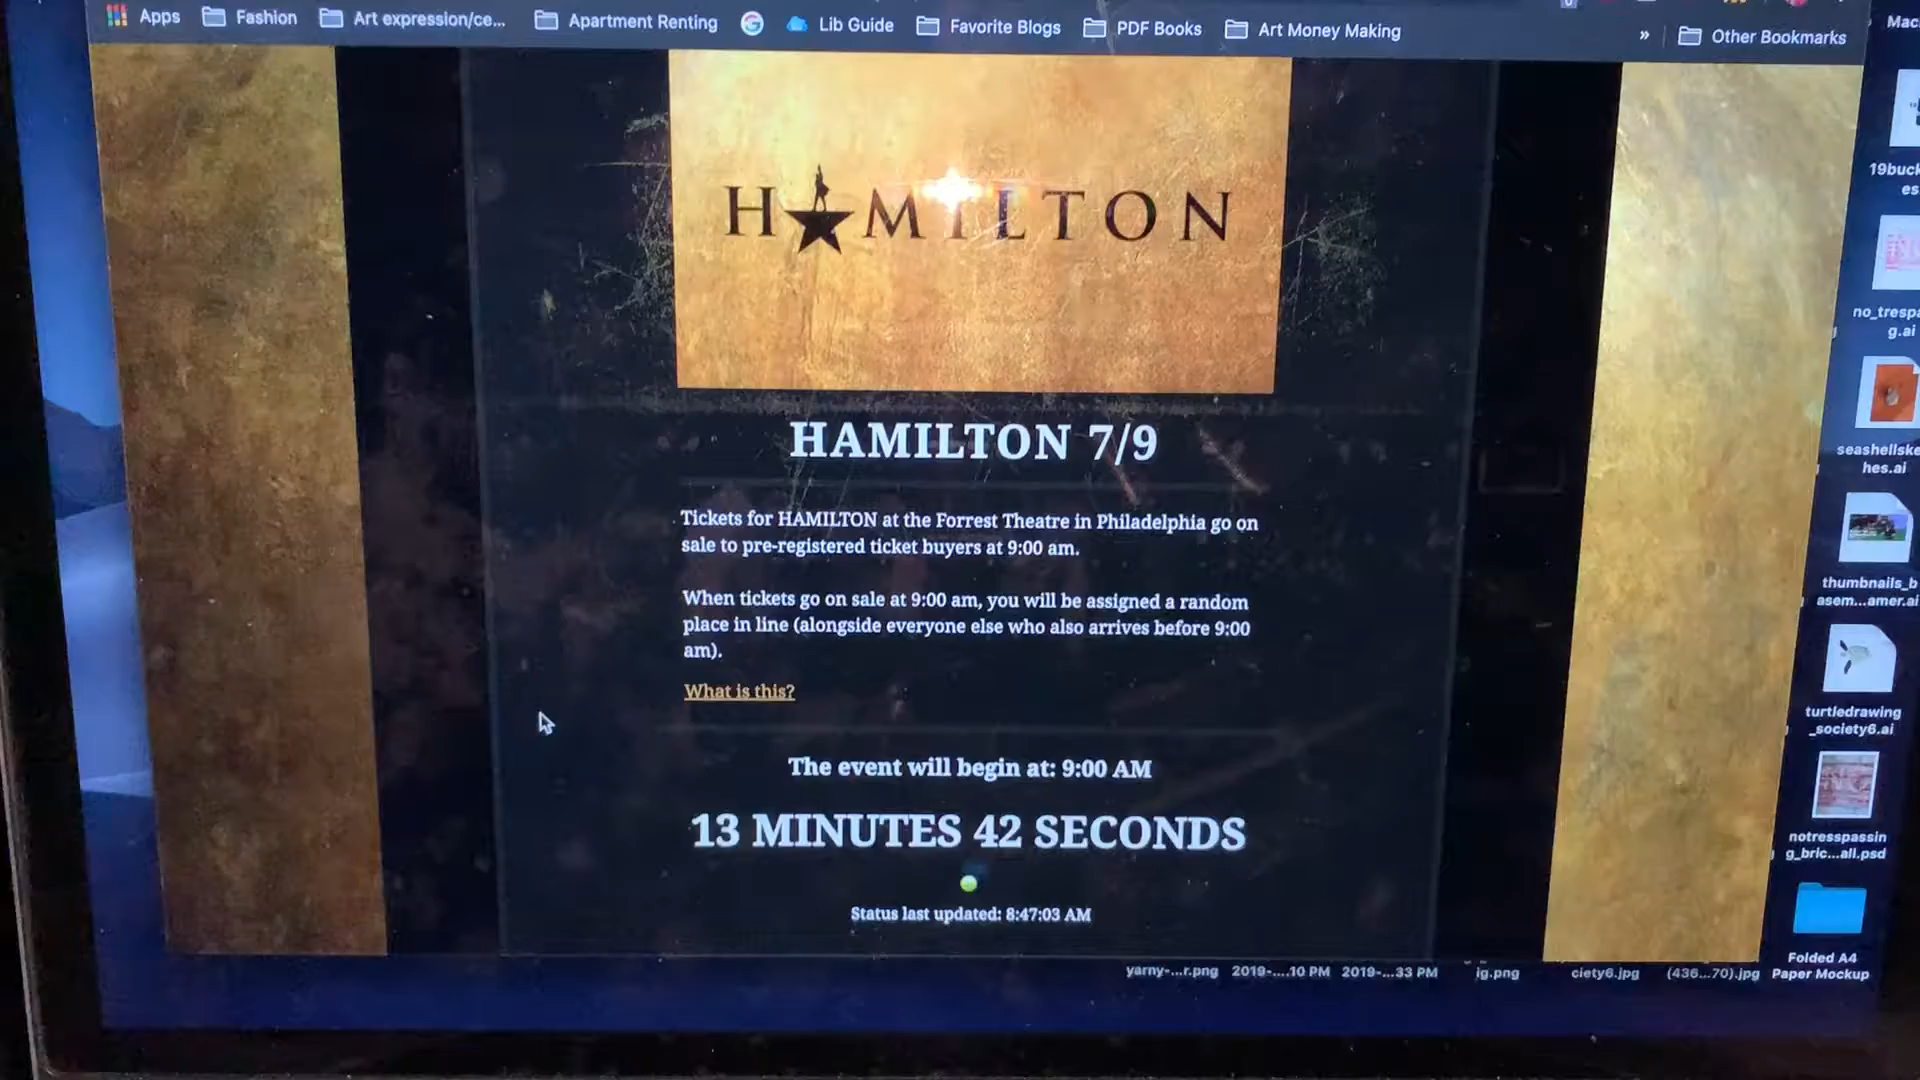 Apps Fashion Art expression/ce... Apartment Renting Lib Guide Favorite Blogs PDF Books Art Money Making » Other Bookmarks
Mac
HAMILTON
19buck
es
no_trespa
g.ai
HAMILTON 7/9
seashellske
hes.ai
Tickets for HAMILTON at the Forrest Theatre in Philadelphia go on
sale to pre-registered ticket buyers at 9:00 am.
thumbnails_b
asem...amer.ai
When tickets go on sale at 9:00 am, you will be assigned a random
place in line (alongside everyone else who also arrives before 9:00
am).
What is this?
turtledrawing
_society6.ai
The event will begin at: 9:00 AM
13 MINUTES 42 SECONDS
notresspassin
g_bric...all.psd
Status last updated: 8:47:03 AM
Folded A4
Paper Mockup
yarny-...r.png 2019-....10 PM 2019-...33 PM ig.png ciety6.jpg (436...70).jpg